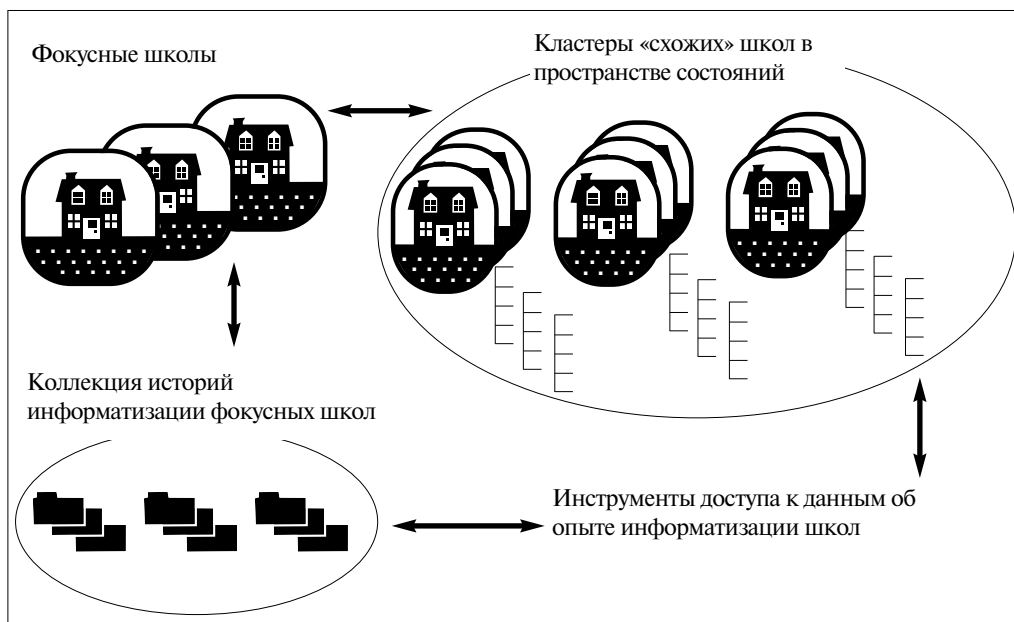 Фокусные школы
Кластеры «схожих» школ в
пространстве состояний
Коллекция историй
информатизации фокусных школ
Инструменты доступа к данным об
опыте информатизации школ